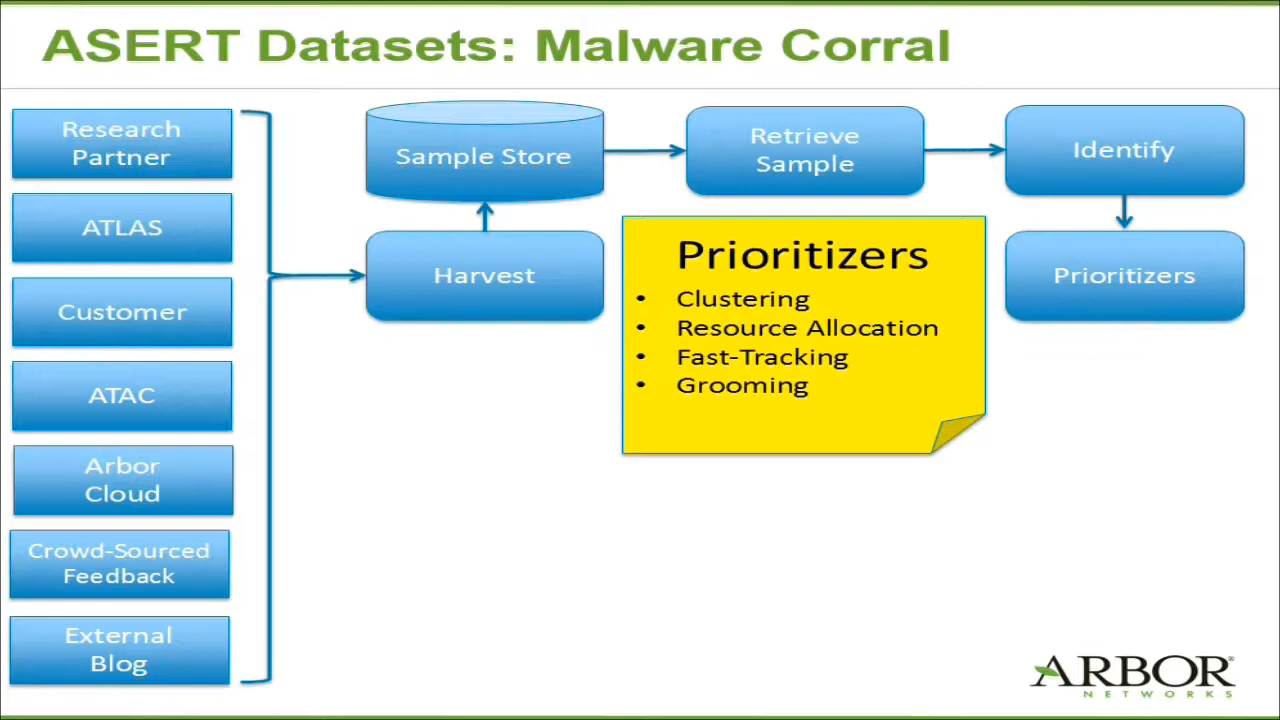 ASERT Datasets: Malware Corral
Research
Partner
ATLAS
Customer
ATAC
Arbor
Cloud
Crowd-Sourced
Feedback
External
Blog
Harvest
Sample Store
Retrieve
Sample
Identify
Prioritizers
Prioritizers
• Clustering
• Resource Allocation
• Fast-Tracking
• Grooming
ARBOR®
NETWORKS